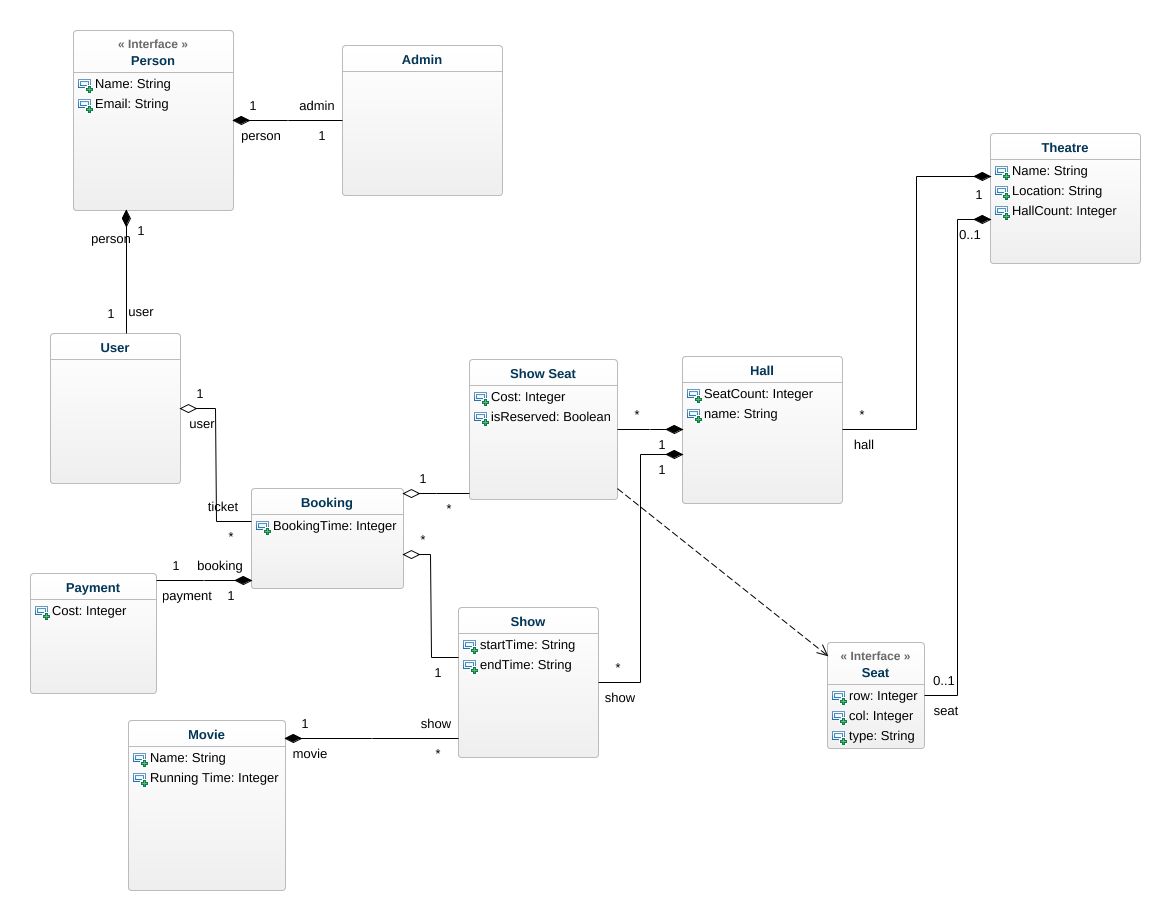 « Interface »
Person
Name: String
Email: String
Admin
1
admin
person
1
Theatre
Name: String
Location: String
HallCount: Integer
1
0..1
person
1
1
user
User
1
user
Show Seat
Cost: Integer
isReserved: Boolean
Hall
SeatCount: Integer
name: String
*
1
1
*
hall
ticket
*
Booking
BookingTime: Integer
1
*
*
1
booking
payment
1
Payment
Cost: Integer
Show
startTime: String
endTime: String
1
*
show
« Interface »
Seat
row: Integer
col: Integer
type: String
0..1
seat
Movie
Name: String
Running Time: Integer
1
movie
show
*